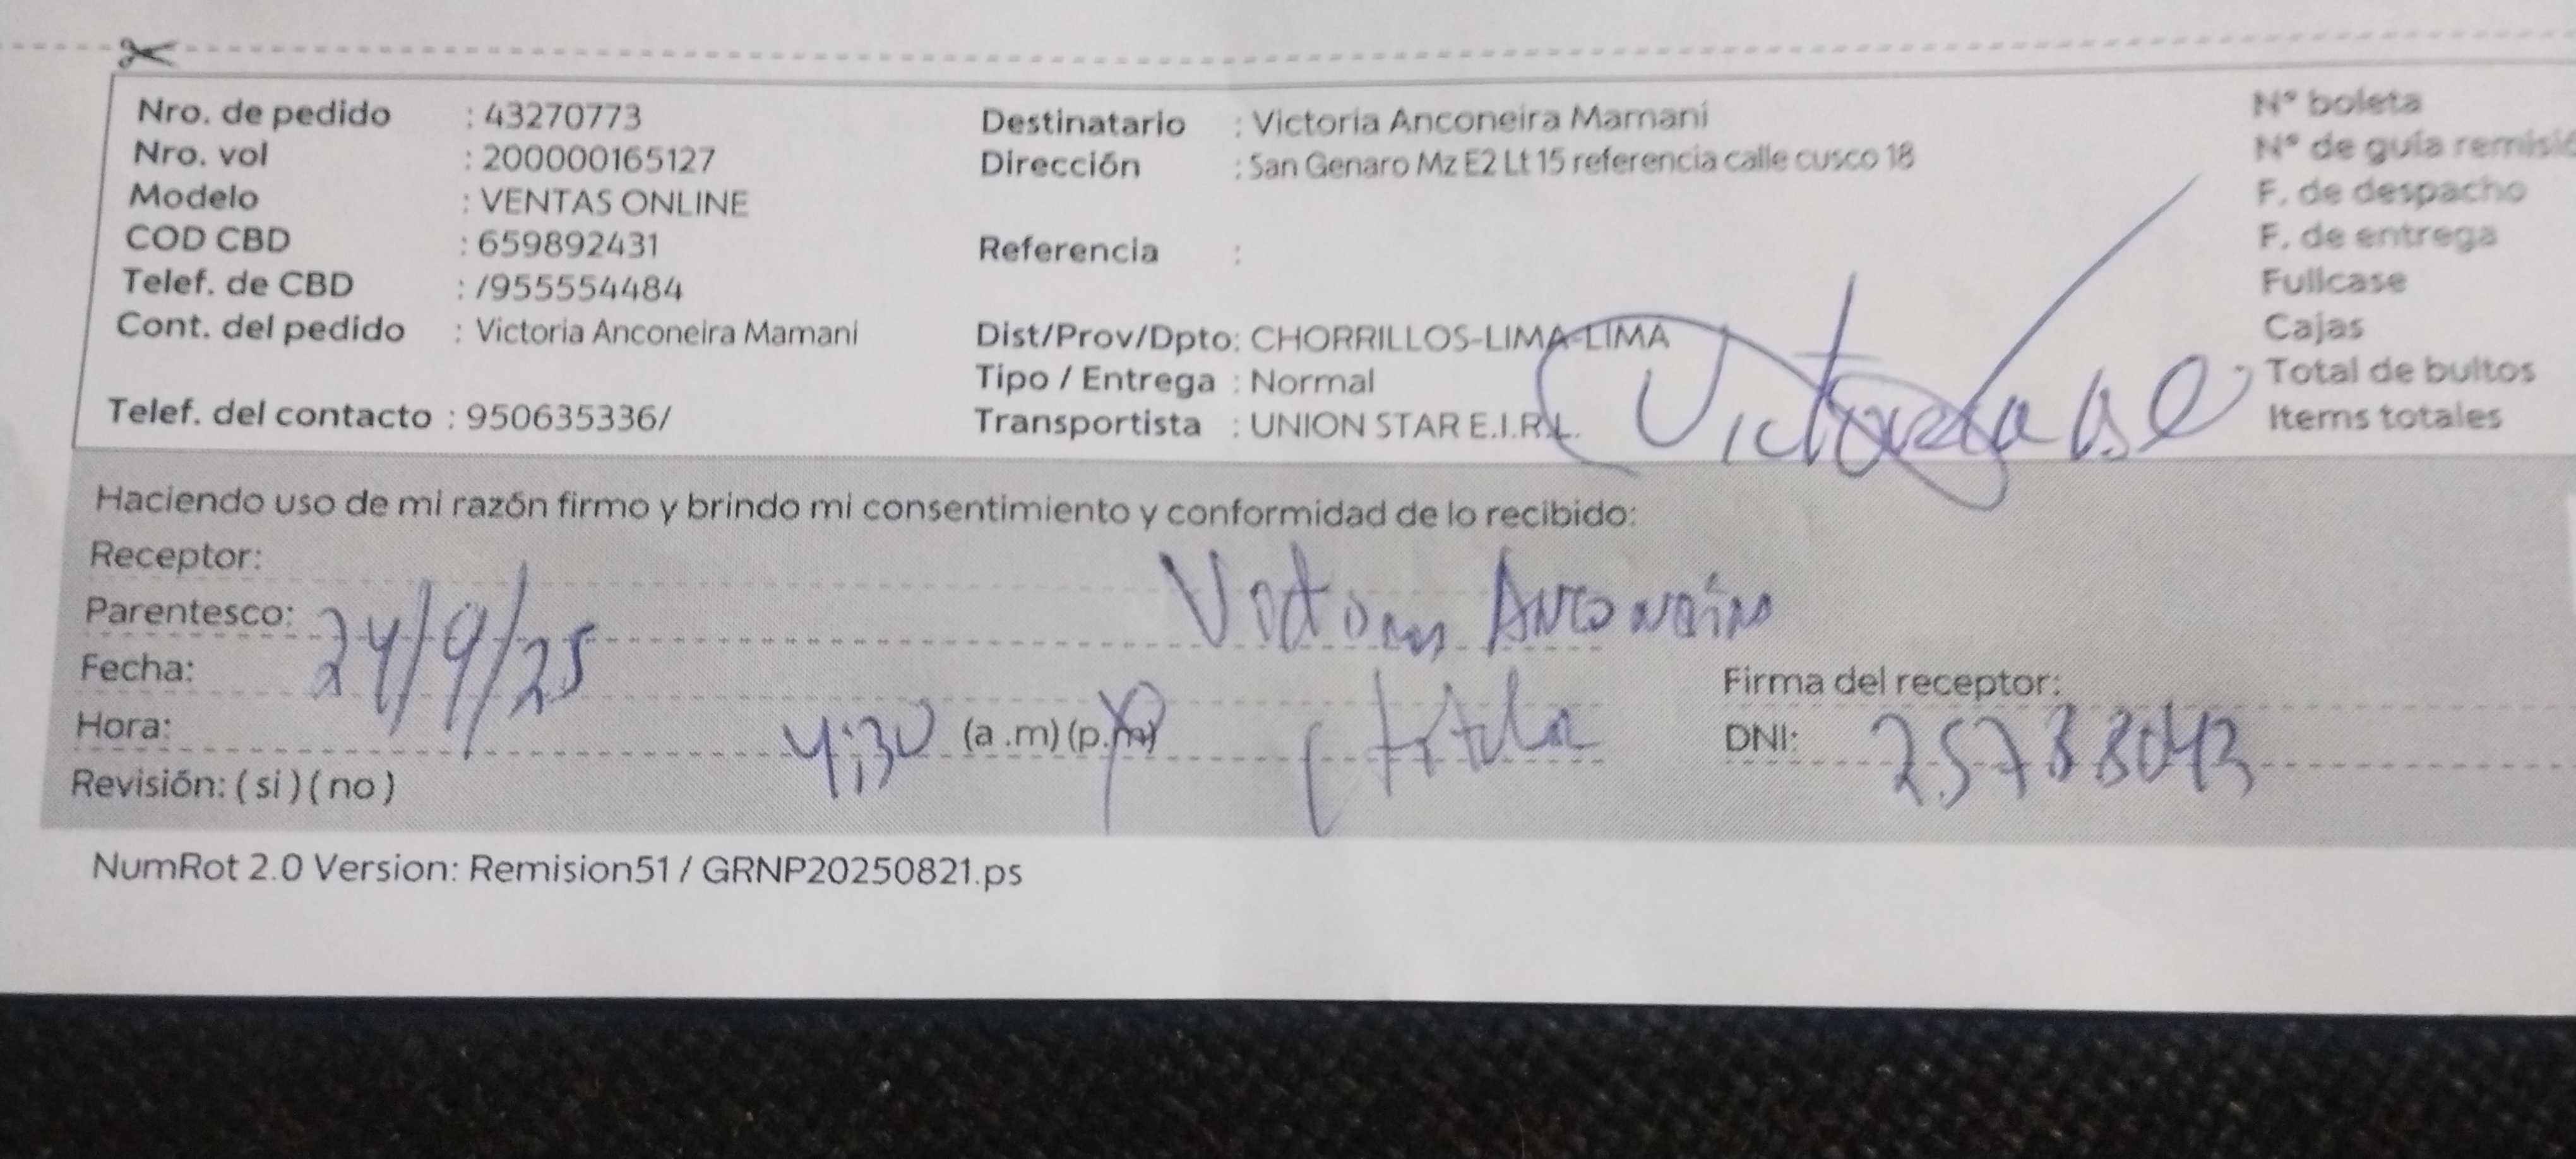 Nro. de pedido : 43270773
Nro. vol : 200000165127
Modelo : VENTAS ONLINE
COD CBD : 659892431
Telef. de CBD : /955554484
Cont. del pedido : Victoria Anconeira Mamani
Telef. del contacto : 950635336/
Destinatario : Victoria Anconeira Mamani
Dirección : San Genaro Mz E2 Lt 15 referencia calle cusco 18
Referencia :
Dist/Prov/Dpto: CHORRILLOS-LIMA-LIMA
Tipo / Entrega : Normal
Transportista : UNION STAR E.I.R.L.
N° boleta
N° de guía remisió
F. de despacho
F. de entrega
Fullcase
Cajas
Total de bultos
Items totales
Haciendo uso de mi razón firmo y brindo mi consentimiento y conformidad de lo recibido:
Receptor:
Victoria Anconeira
Parentesco:
Fecha: 24/9/25
Hora: 4:30 (a .m) (p.m)
Firma del receptor:
DNI: 25733043
Revisión: ( si ) ( no )
NumRot 2.0 Version: Remision51 / GRNP20250821.ps